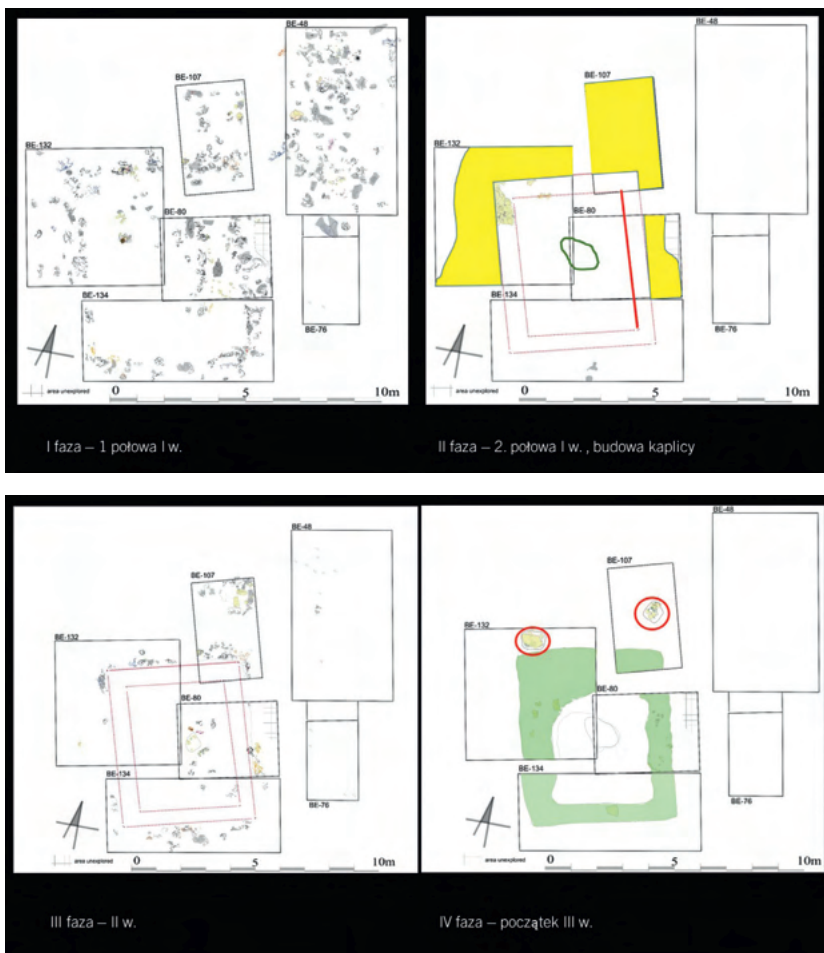 BE-48
BE-107
BE-132
BE-80
BE-134
BE-76
area unexplored
0 5 10m
I faza – 1 połowa I w.
BE-48
BE-107
BE-132
BE-80
BE-134
BE-76
area unexplored
0 5 10m
II faza – 2. połowa I w. , budowa kaplicy
BE-48
BE-107
BE-132
BE-80
BE-134
BE-76
area unexplored
0 5 10m
III faza – II w.
BE-48
BE-107
BE-132
BE-80
BE-134
BE-76
area unexplored
0 5 10m
IV faza – początek III w.